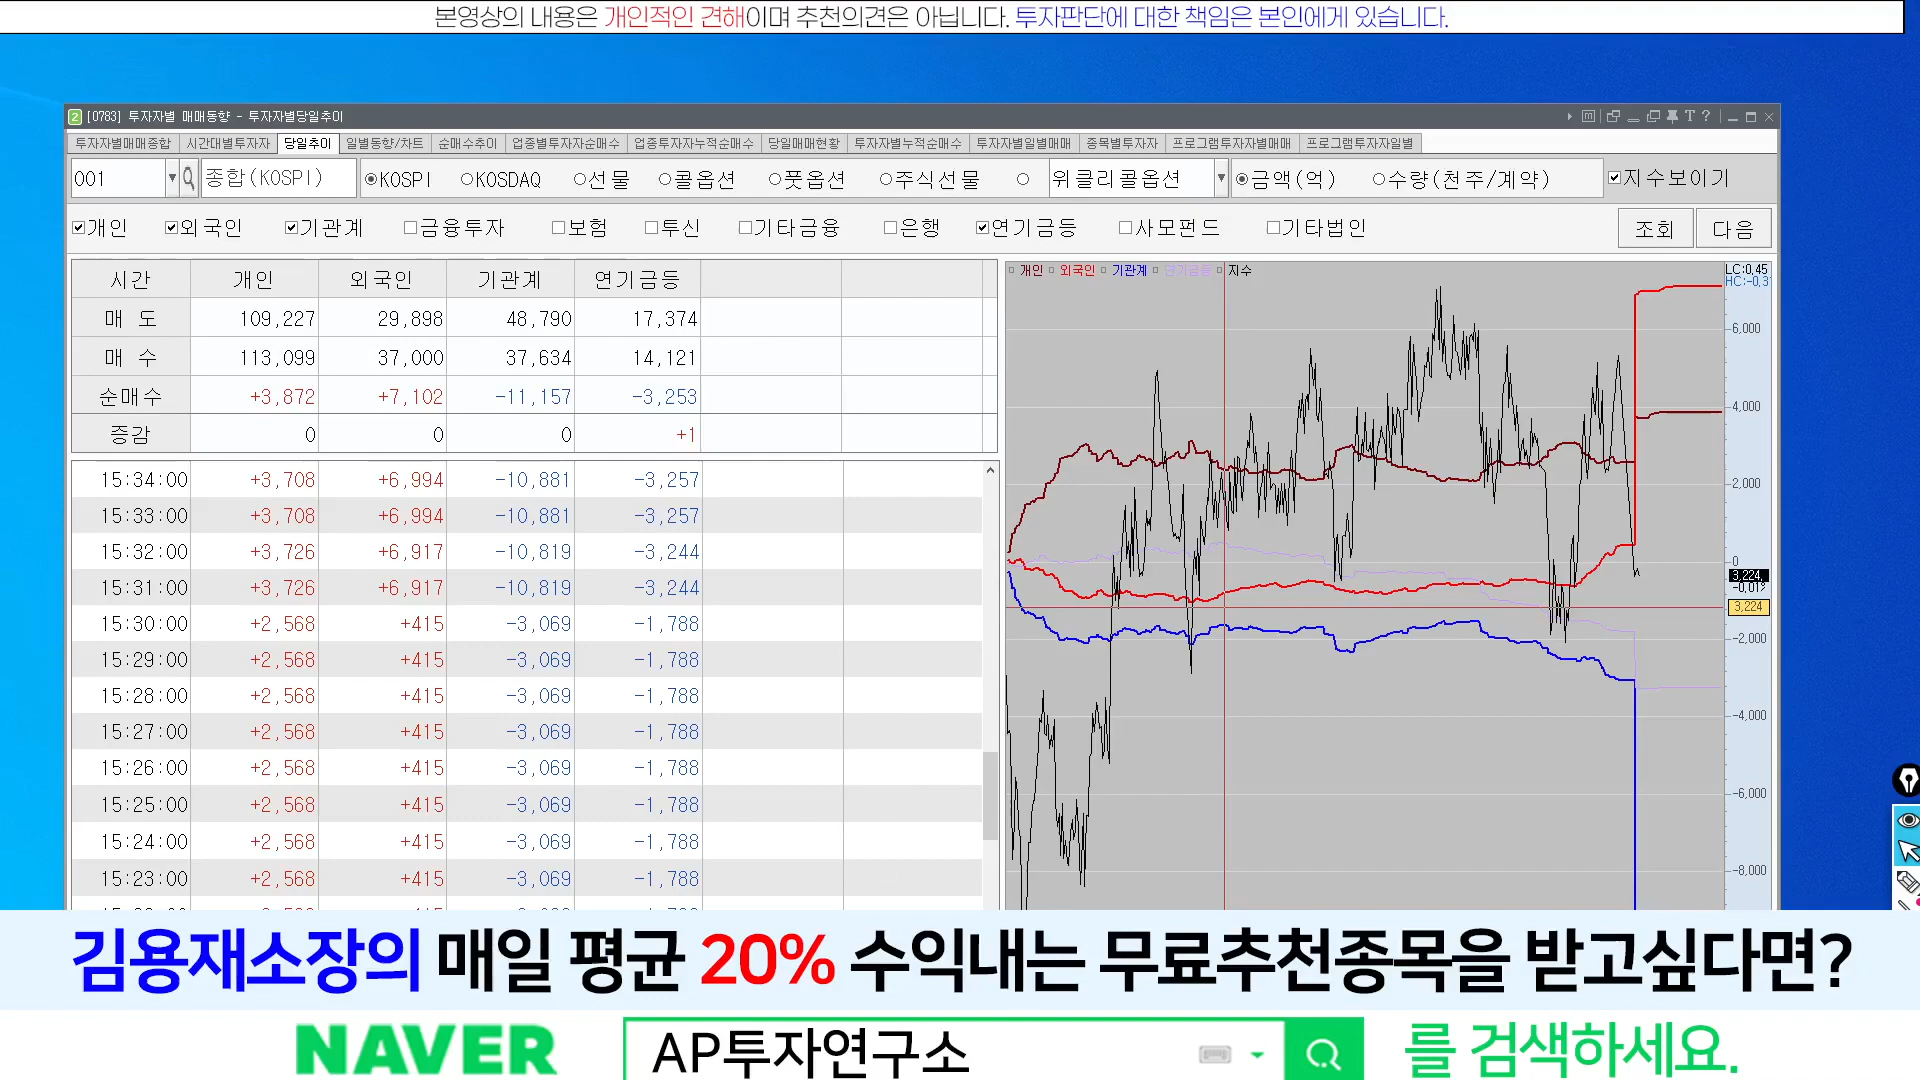 본영상의 내용은 개인적인 견해이며 추천의견은 아닙니다. 투자판단에 대한 책임은 본인에게 있습니다.
2 [0783] 투자자별 매매동향 - 투자자별당일추이
투자자별매매종합 시간대별투자자 당일추이 일별동향/차트 순매수추이 업종별투자자순매수 업종투자자누적순매수 당일매매현황 투자자별누적순매수 투자자별일별매매 종목별투자자 프로그램투자자별매매 프로그램투자자일별
001 종합(KOSPI) KOSPI KOSDAQ 선물 콜옵션 풋옵션 주식선물 위클리콜옵션 금액(억) 수량(천주/계약) 지수보이기
개인 외국인 기관계 금융투자 보험 투신 기타금융 은행 연기금등 사모펀드 기타법인 조회 다음
시간 개인 외국인 기관계 연기금등
매 도 109,227 29,898 48,790 17,374
매 수 113,099 37,000 37,634 14,121
순매수 +3,872 +7,102 -11,157 -3,253
증감 0 0 0 +1
15:34:00 +3,708 +6,994 -10,881 -3,257
15:33:00 +3,708 +6,994 -10,881 -3,257
15:32:00 +3,726 +6,917 -10,819 -3,244
15:31:00 +3,726 +6,917 -10,819 -3,244
15:30:00 +2,568 +415 -3,069 -1,788
15:29:00 +2,568 +415 -3,069 -1,788
15:28:00 +2,568 +415 -3,069 -1,788
15:27:00 +2,568 +415 -3,069 -1,788
15:26:00 +2,568 +415 -3,069 -1,788
15:25:00 +2,568 +415 -3,069 -1,788
15:24:00 +2,568 +415 -3,069 -1,788
15:23:00 +2,568 +415 -3,069 -1,788
개인 외국인 기관계 연기금등 지수
LC:0,45
HC:-0,3
6,000
4,000
2,000
0
3,224
-0,01
3,224
-2,000
-4,000
-6,000
-8,000
김용재소장의 매일 평균 20% 수익내는 무료추천종목을 받고싶다면?
NAVER AP투자연구소 를 검색하세요.